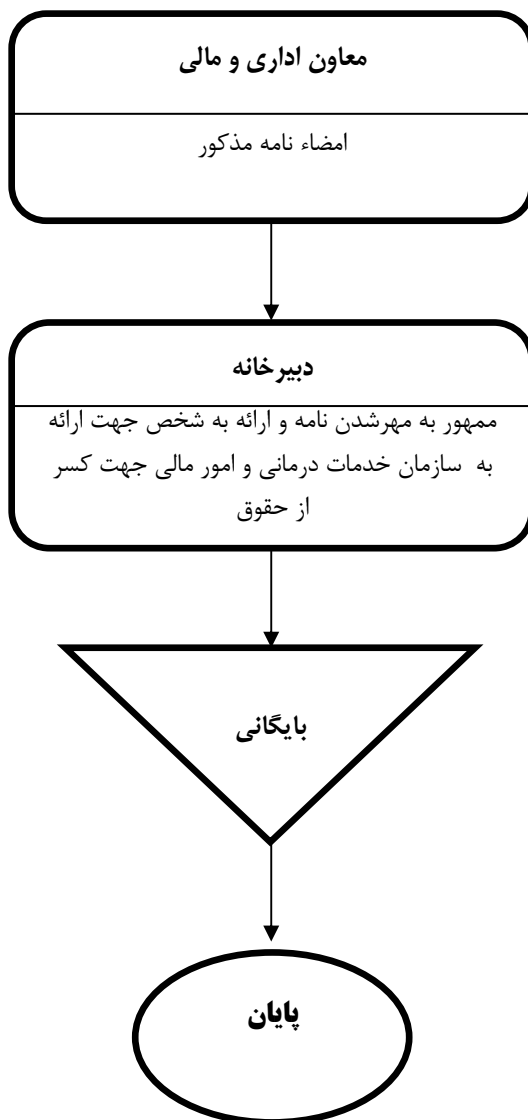 معاون اداری و مالی
امضاء نامه مذکور
دبیرخانه
ممهور به مهرشدن نامه و ارائه به شخص جهت ارائه
به سازمان خدمات درمانی و امور مالی جهت کسر
از حقوق
بایگانی
پایان